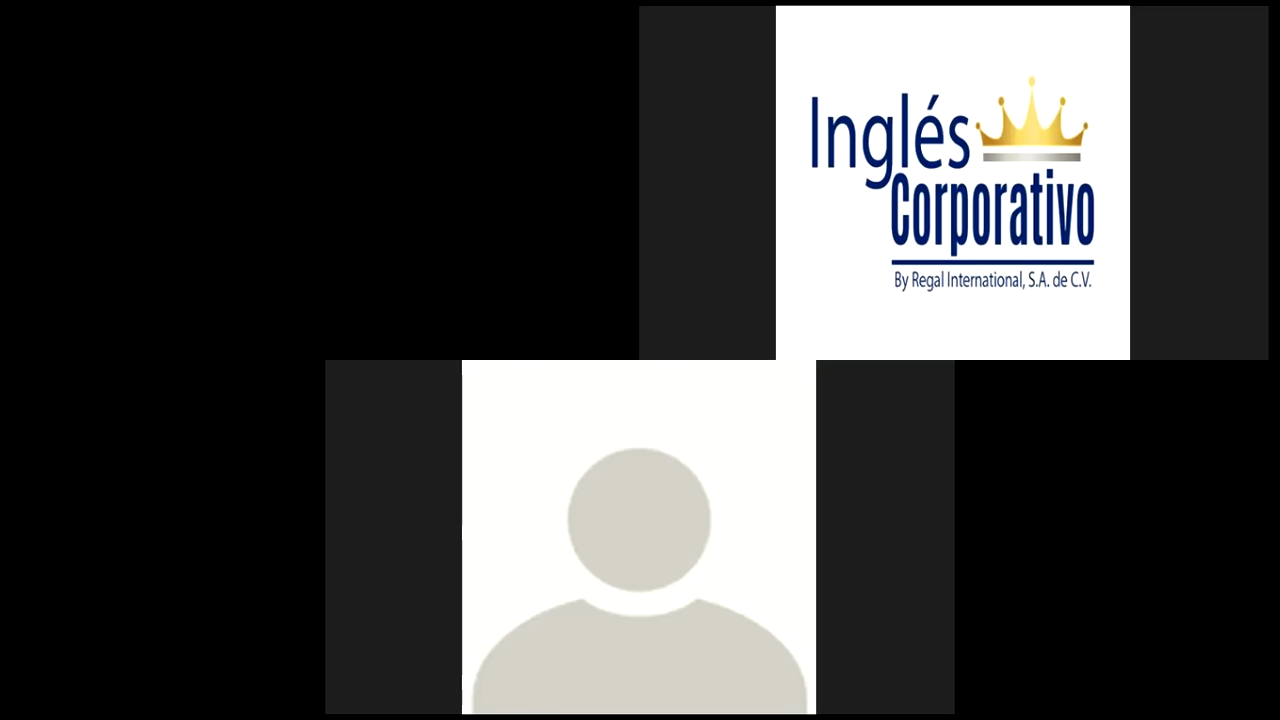 Inglés
Corporativo
By Regal International, S.A. de C.V.